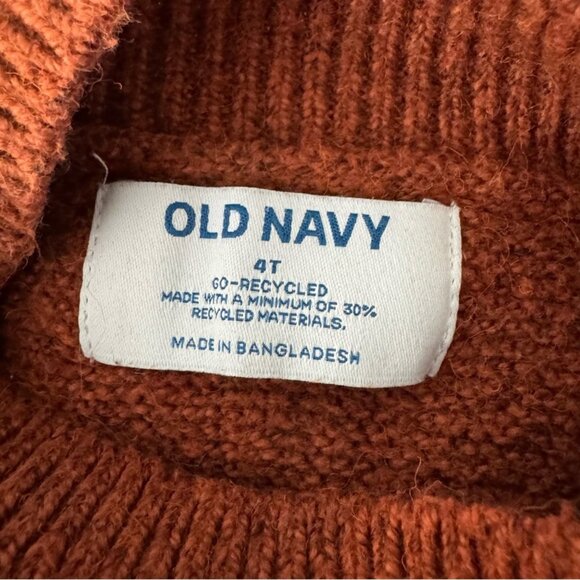 OLD NAVY
4T
GO-RECYCLED
MADE WITH A MINIMUM OF 30%
RECYCLED MATERIALS.
MADE IN BANGLADESH